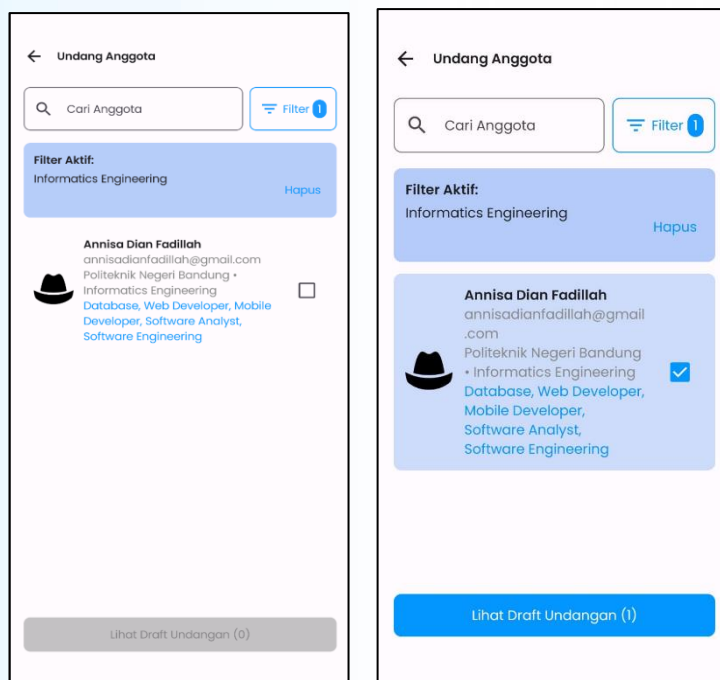 Undang Anggota
Cari Anggota
Filter 1
Filter Aktif:
Informatics Engineering
Hapus
Annisa Dian Fadillah
annisadianfadillah@gmail.com
Politeknik Negeri Bandung •
Informatics Engineering
Database, Web Developer, Mobile
Developer, Software Analyst,
Software Engineering
Lihat Draft Undangan (0)
Undang Anggota
Cari Anggota
Filter 1
Filter Aktif:
Informatics Engineering
Hapus
Annisa Dian Fadillah
annisadianfadillah@gmail
.com
Politeknik Negeri Bandung
• Informatics Engineering
Database, Web Developer,
Mobile Developer,
Software Analyst,
Software Engineering
Lihat Draft Undangan (1)